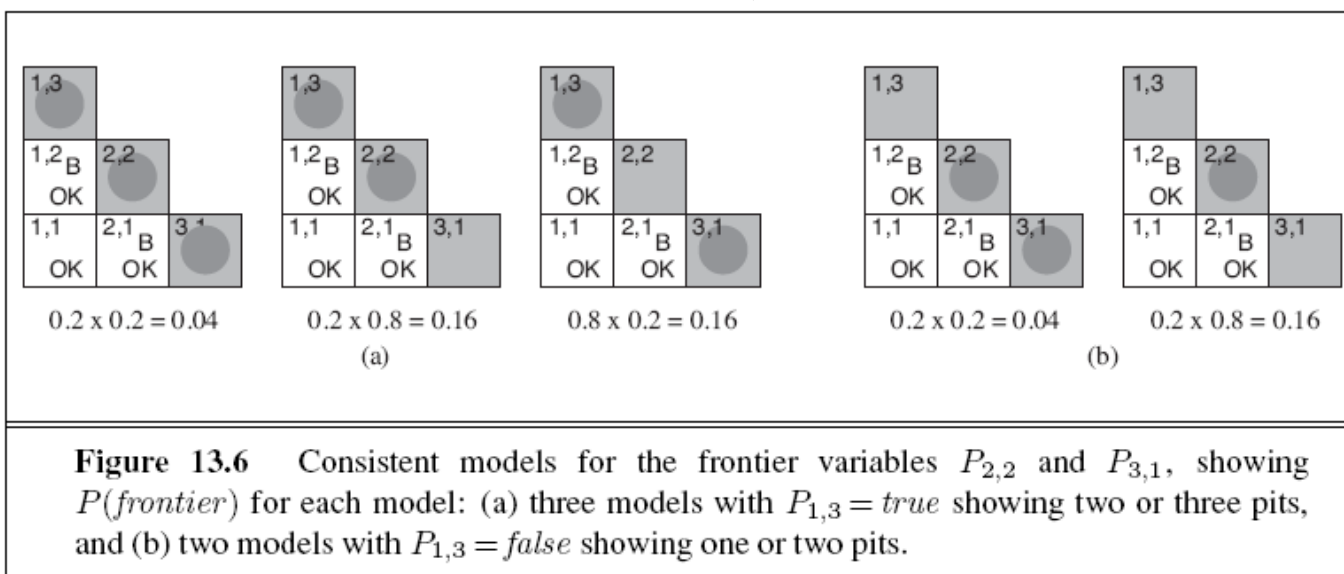 1,3 1,3 1,3 1,3 1,3
1,2 B 2,2 1,2 B 2,2 1,2 B 2,2 1,2 B 2,2 1,2 B 2,2
OK OK OK OK OK
1,1 2,1 B 3,1 1,1 2,1 B 3,1 1,1 2,1 B 3,1 1,1 2,1 B 3,1 1,1 2,1 B 3,1
OK OK OK OK OK OK OK OK OK OK
0.2 x 0.2 = 0.04 0.2 x 0.8 = 0.16 0.8 x 0.2 = 0.16 0.2 x 0.2 = 0.04 0.2 x 0.8 = 0.16
(a) (b)
Figure 13.6 Consistent models for the frontier variables P2,2 and P3,1, showing
P(frontier) for each model: (a) three models with P1,3 = true showing two or three pits,
and (b) two models with P1,3 = false showing one or two pits.